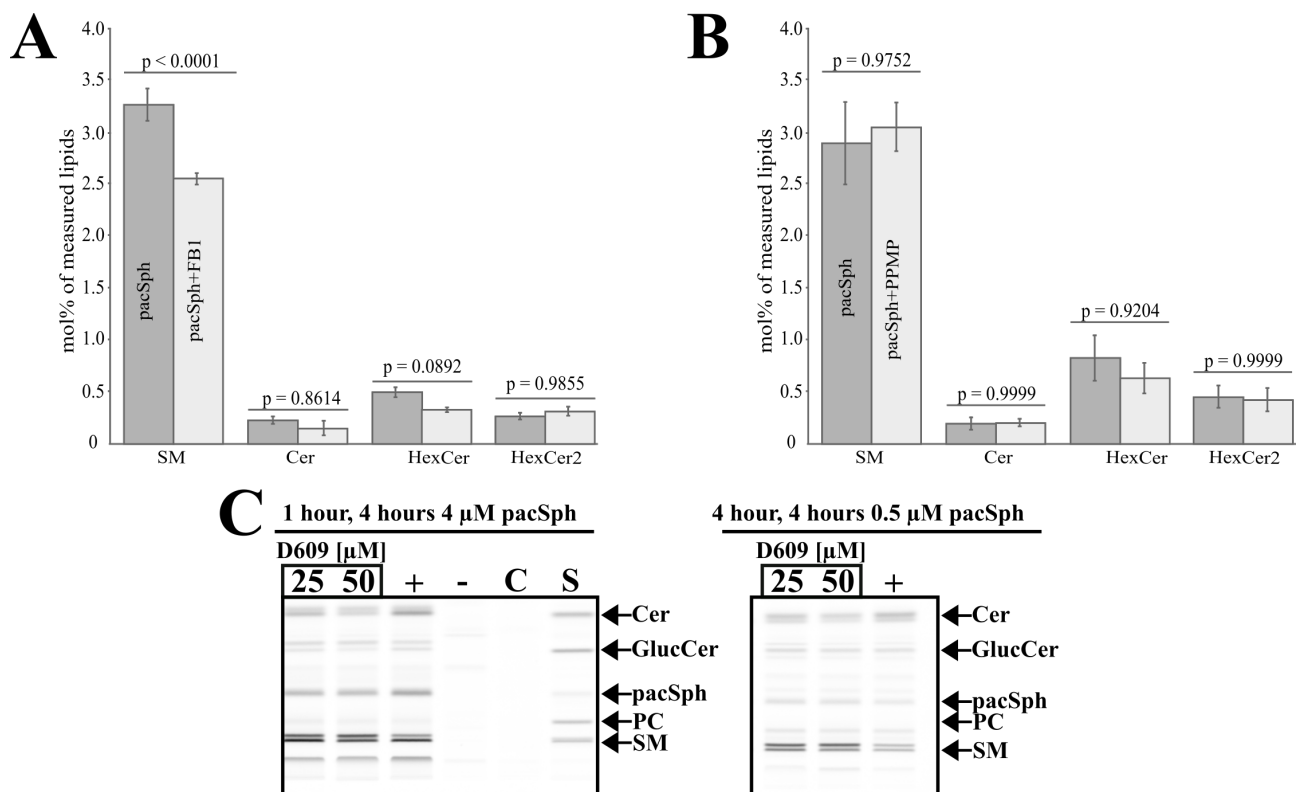 A
mol% of measured lipids
4.0
3.5
3.0
2.5
2.0
1.5
1.0
0.5
0
p < 0.0001
p = 0.8614
p = 0.0892
p = 0.9855
pacSph
pacSph+FB1
SM
Cer
HexCer
HexCer2
B
mol% of measured lipids
4.0
3.5
3.0
2.5
2.0
1.5
1.0
0.5
0
p = 0.9752
p = 0.9999
p = 0.9204
p = 0.9999
pacSph
pacSph+PPMP
SM
Cer
HexCer
HexCer2
C
1 hour, 4 hours 4 μM pacSph
D609 [μM]
25 50 + - C S
Cer
GlucCer
pacSph
PC
SM
4 hour, 4 hours 0.5 μM pacSph
D609 [μM]
25 50 +
Cer
GlucCer
pacSph
PC
SM